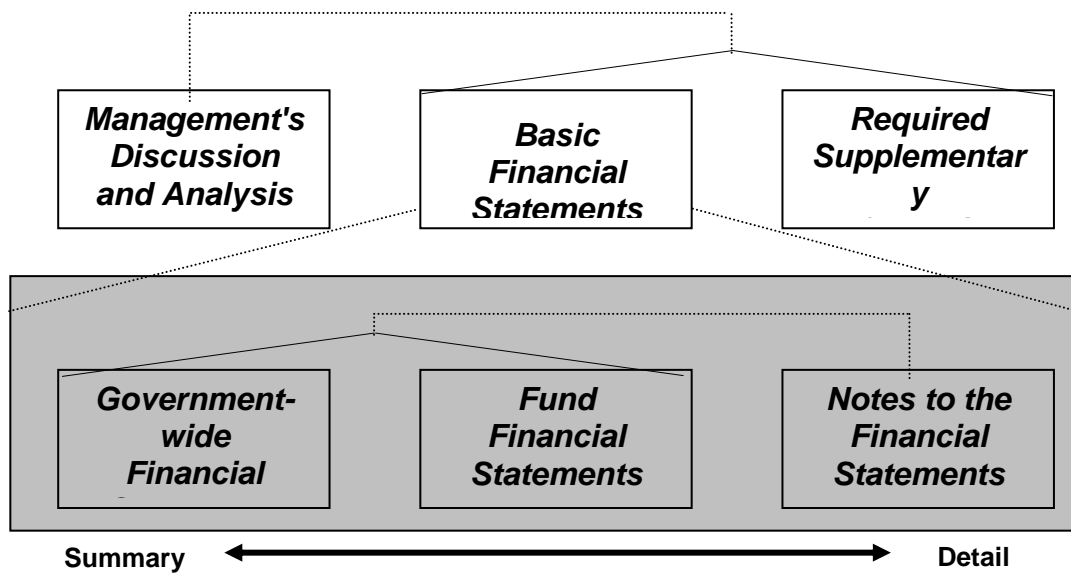 Management's
Discussion
and Analysis
Basic
Financial
Statements
Required
Supplementar
y
Government-
wide
Financial
Fund
Financial
Statements
Notes to the
Financial
Statements
Summary
Detail